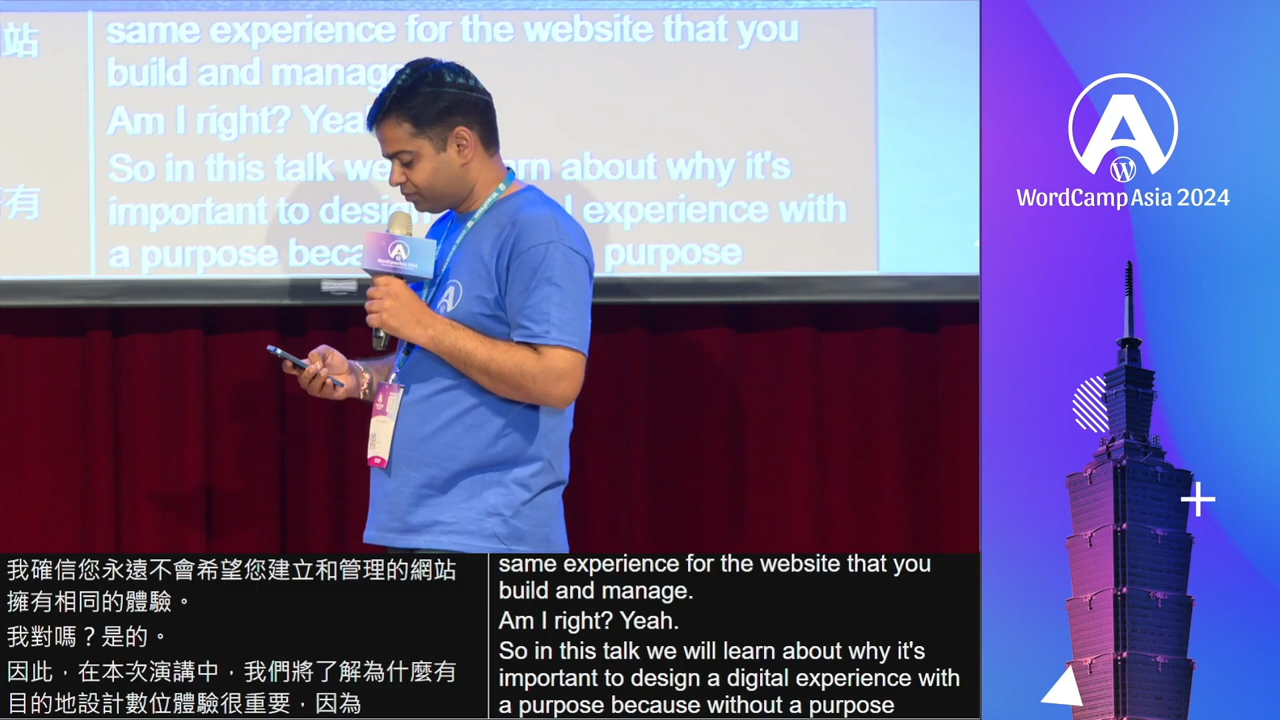 站
same experience for the website that you
build and manage
Am I right? Yea
So in this talk we
rn about why it's
有
important to desig
l experience with
a purpose beca
purpose
WordCamp Asia 2024
WordCamp Asia 2024
我確信您永遠不會希望您建立和管理的網站
擁有相同的體驗。
我對嗎？是的。
因此，在本次演講中，我們將了解為什麼有
目的地設計數位體驗很重要，因為
same experience for the website that you
build and manage.
Am I right? Yeah.
So in this talk we will learn about why it's
important to design a digital experience with
a purpose because without a purpose